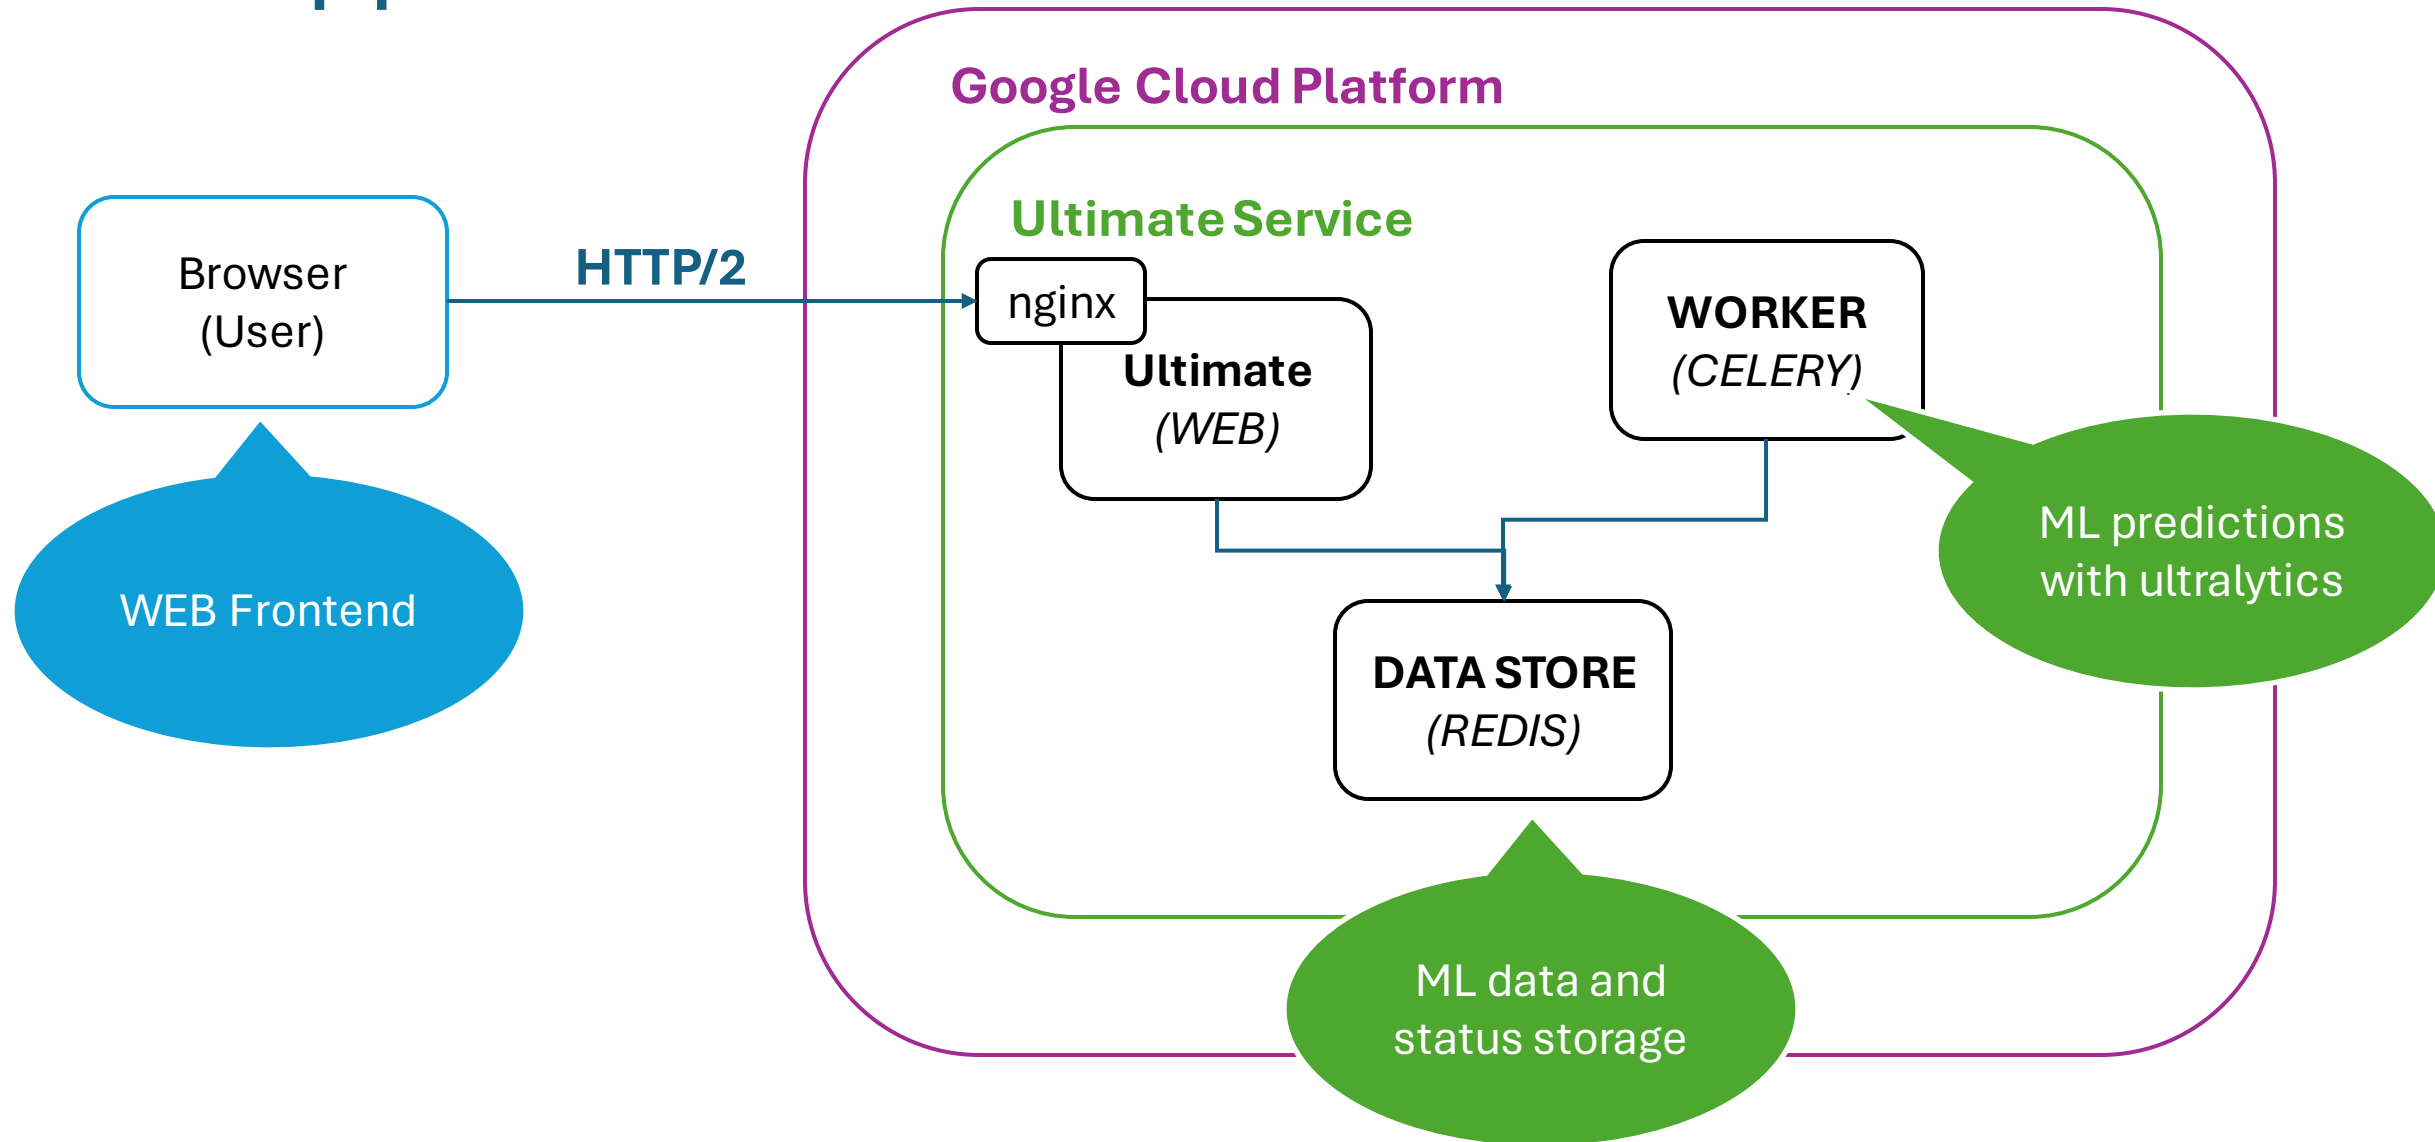 Google Cloud Platform
Ultimate Service
HTTP/2
Browser
(User)
nginx
WORKER
(CELERY)
Ultimate
(WEB)
ML predictions
with ultralytics
WEB Frontend
DATA STORE
(REDIS)
ML data and
status storage